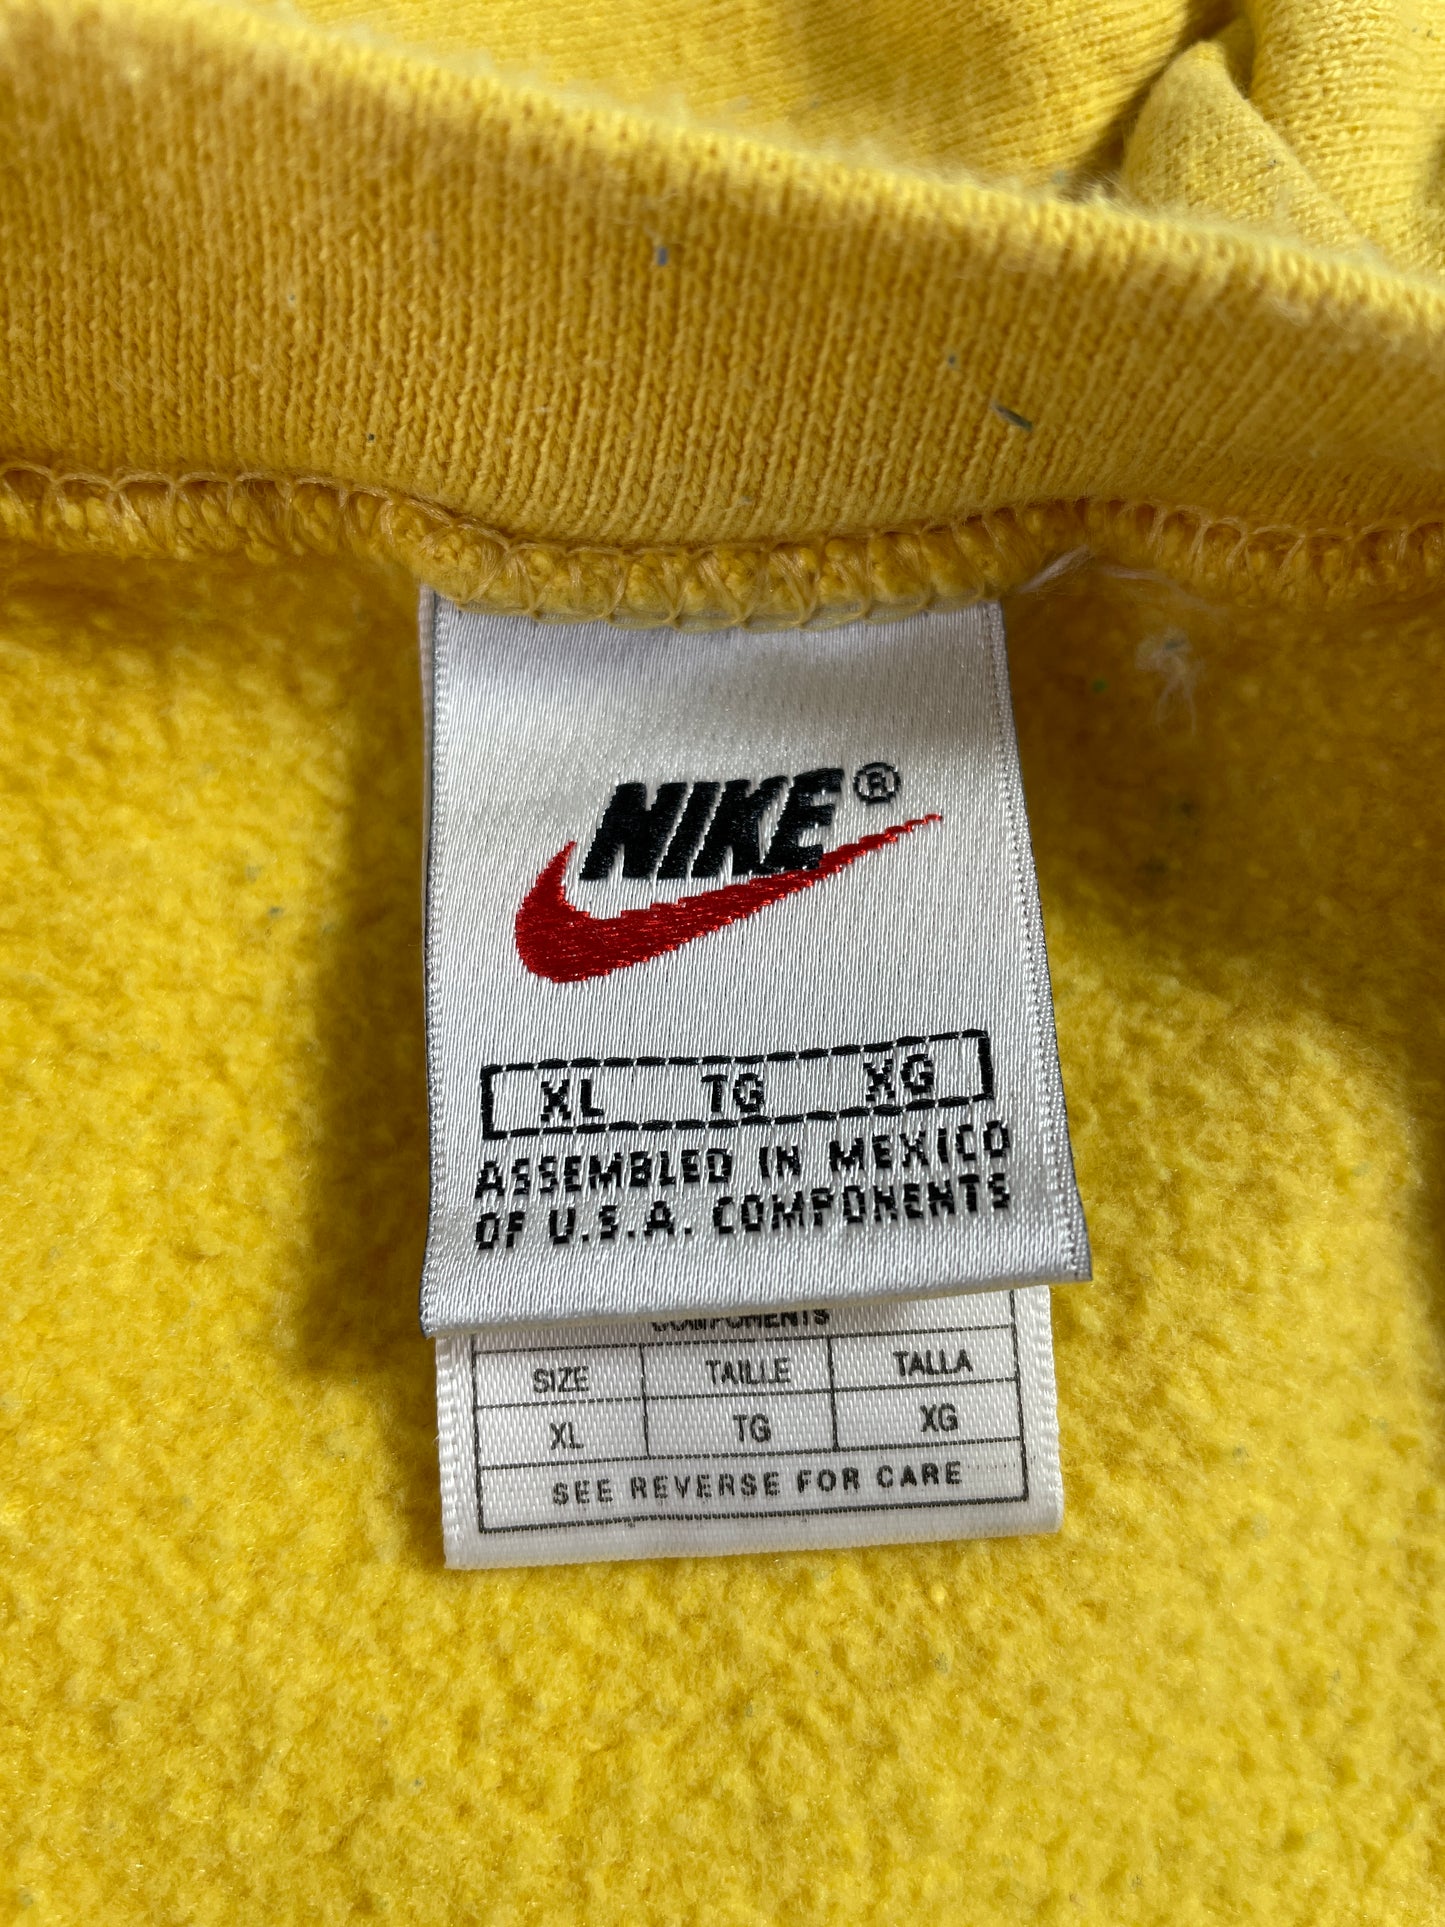 NIKE®
XL TG XG
ASSEMBLED IN MEXICO
OF U.S.A. COMPONENTS
COMPONENTS
SIZE TAILLE TALLA
XL TG XG
SEE REVERSE FOR CARE